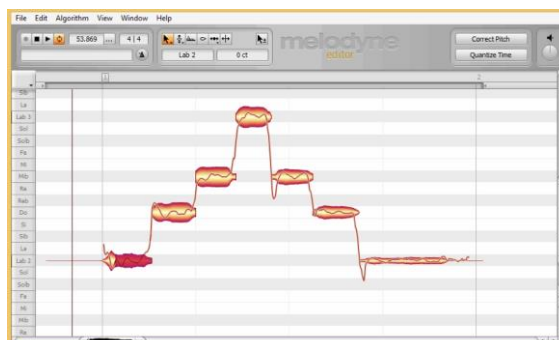 File Edit Algorithm View Window Help
53.869 ... 4 | 4
Lab 2 0 ct
melodyne
editor
Correct Pitch
Quantize Time
1 2
Sib
La
Lab 3
Sol
Solb
Fa
Mi
Mib
Re
Reb
Do
Si
Sib
La
Lab 2
Sol
Solb
Fa
Mi
Mib
Re